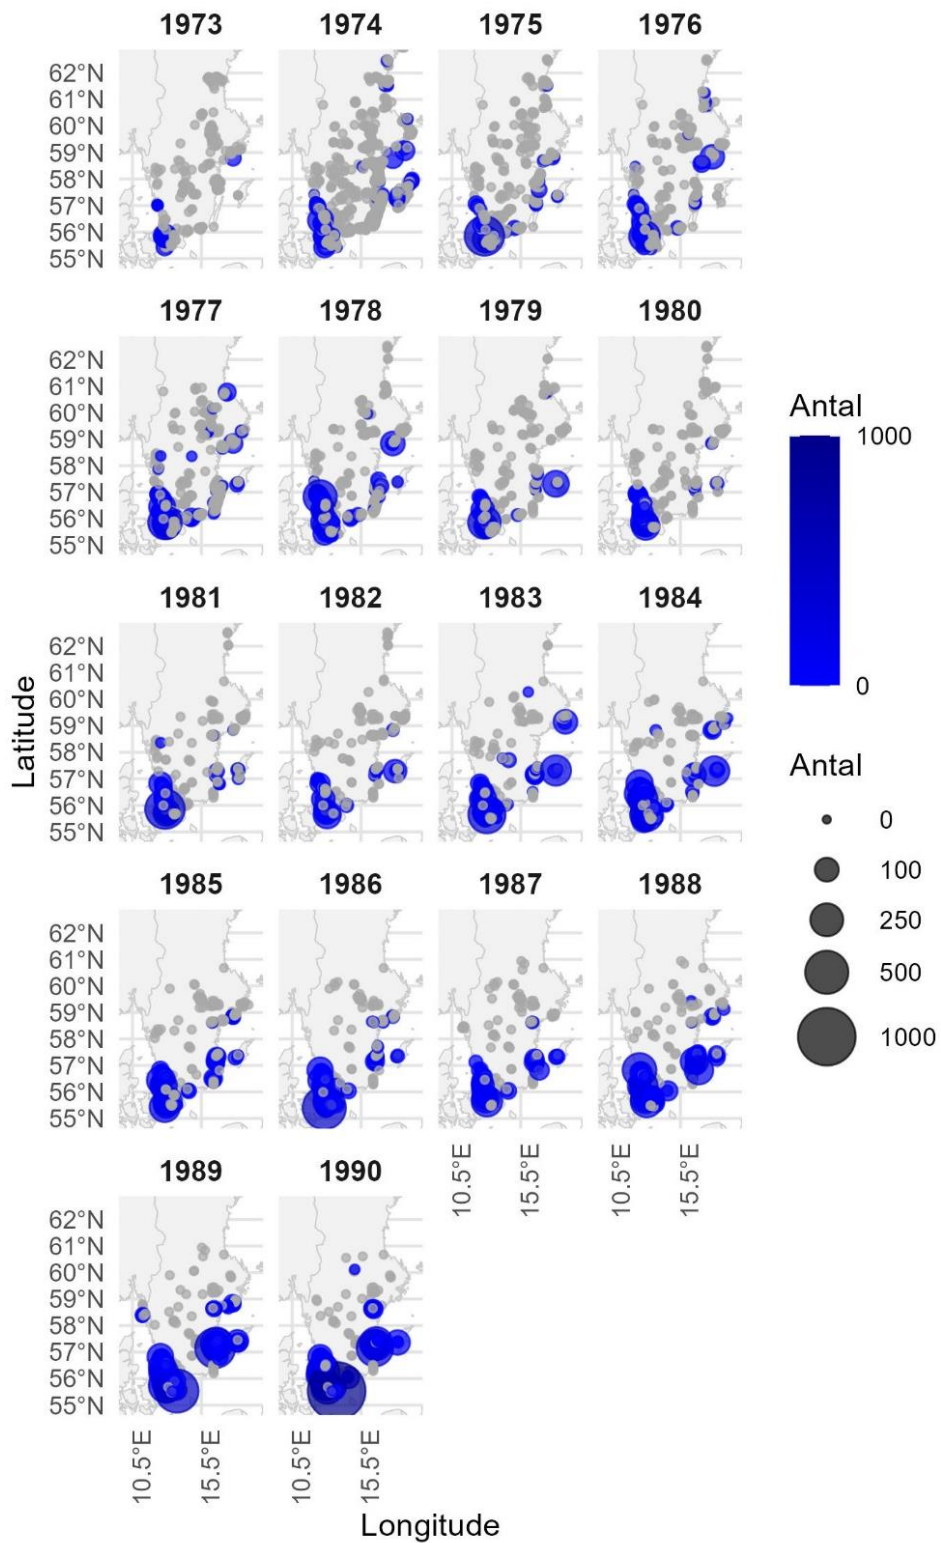 1973 1974 1975 1976
62°N
61°N
60°N
59°N
58°N
57°N
56°N
55°N
1977 1978 1979 1980
62°N
61°N
60°N
59°N
58°N
57°N
56°N
55°N
1981 1982 1983 1984
62°N
61°N
60°N
59°N
58°N
57°N
56°N
55°N
1985 1986 1987 1988
62°N
61°N
60°N
59°N
58°N
57°N
56°N
55°N
10.5°E 15.5°E 10.5°E 15.5°E
1989 1990
62°N
61°N
60°N
59°N
58°N
57°N
56°N
55°N
10.5°E 15.5°E 10.5°E 15.5°E
Latitude
Longitude
Antal
1000
0
Antal
0
100
250
500
1000